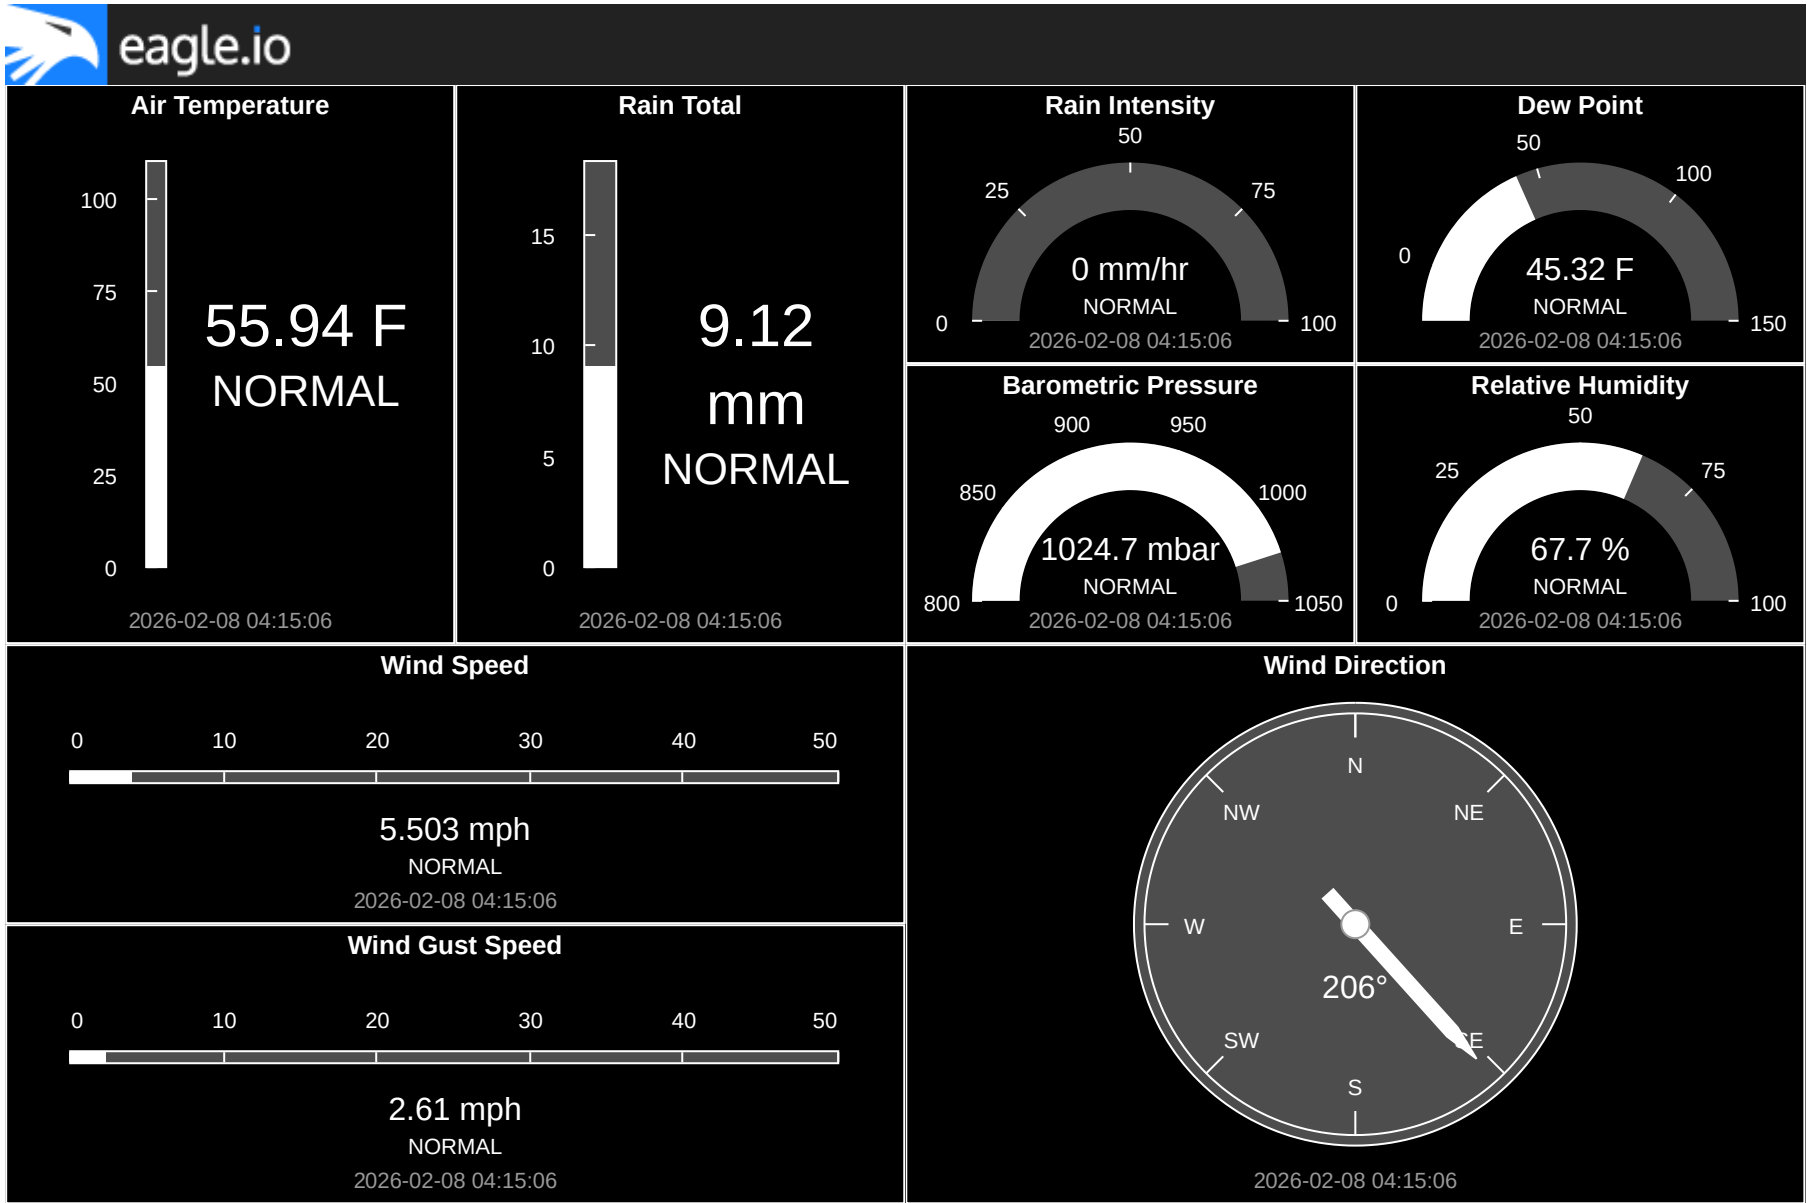 eagle.io
Air Temperature
100
75
50
25
0
55.94 F
NORMAL
2026-02-08 04:15:06
Rain Total
15
10
5
0
9.12
mm
NORMAL
2026-02-08 04:15:06
Rain Intensity
50
25
75
0
100
0 mm/hr
NORMAL
2026-02-08 04:15:06
Dew Point
50
100
0
150
45.32 F
NORMAL
2026-02-08 04:15:06
Barometric Pressure
900
950
850
1000
800
1050
1024.7 mbar
NORMAL
2026-02-08 04:15:06
Relative Humidity
50
25
75
0
100
67.7 %
NORMAL
2026-02-08 04:15:06
Wind Speed
0 10 20 30 40 50
5.503 mph
NORMAL
2026-02-08 04:15:06
Wind Gust Speed
0 10 20 30 40 50
2.61 mph
NORMAL
2026-02-08 04:15:06
Wind Direction
N
NW NE
W E
206°
SW SE
S
2026-02-08 04:15:06